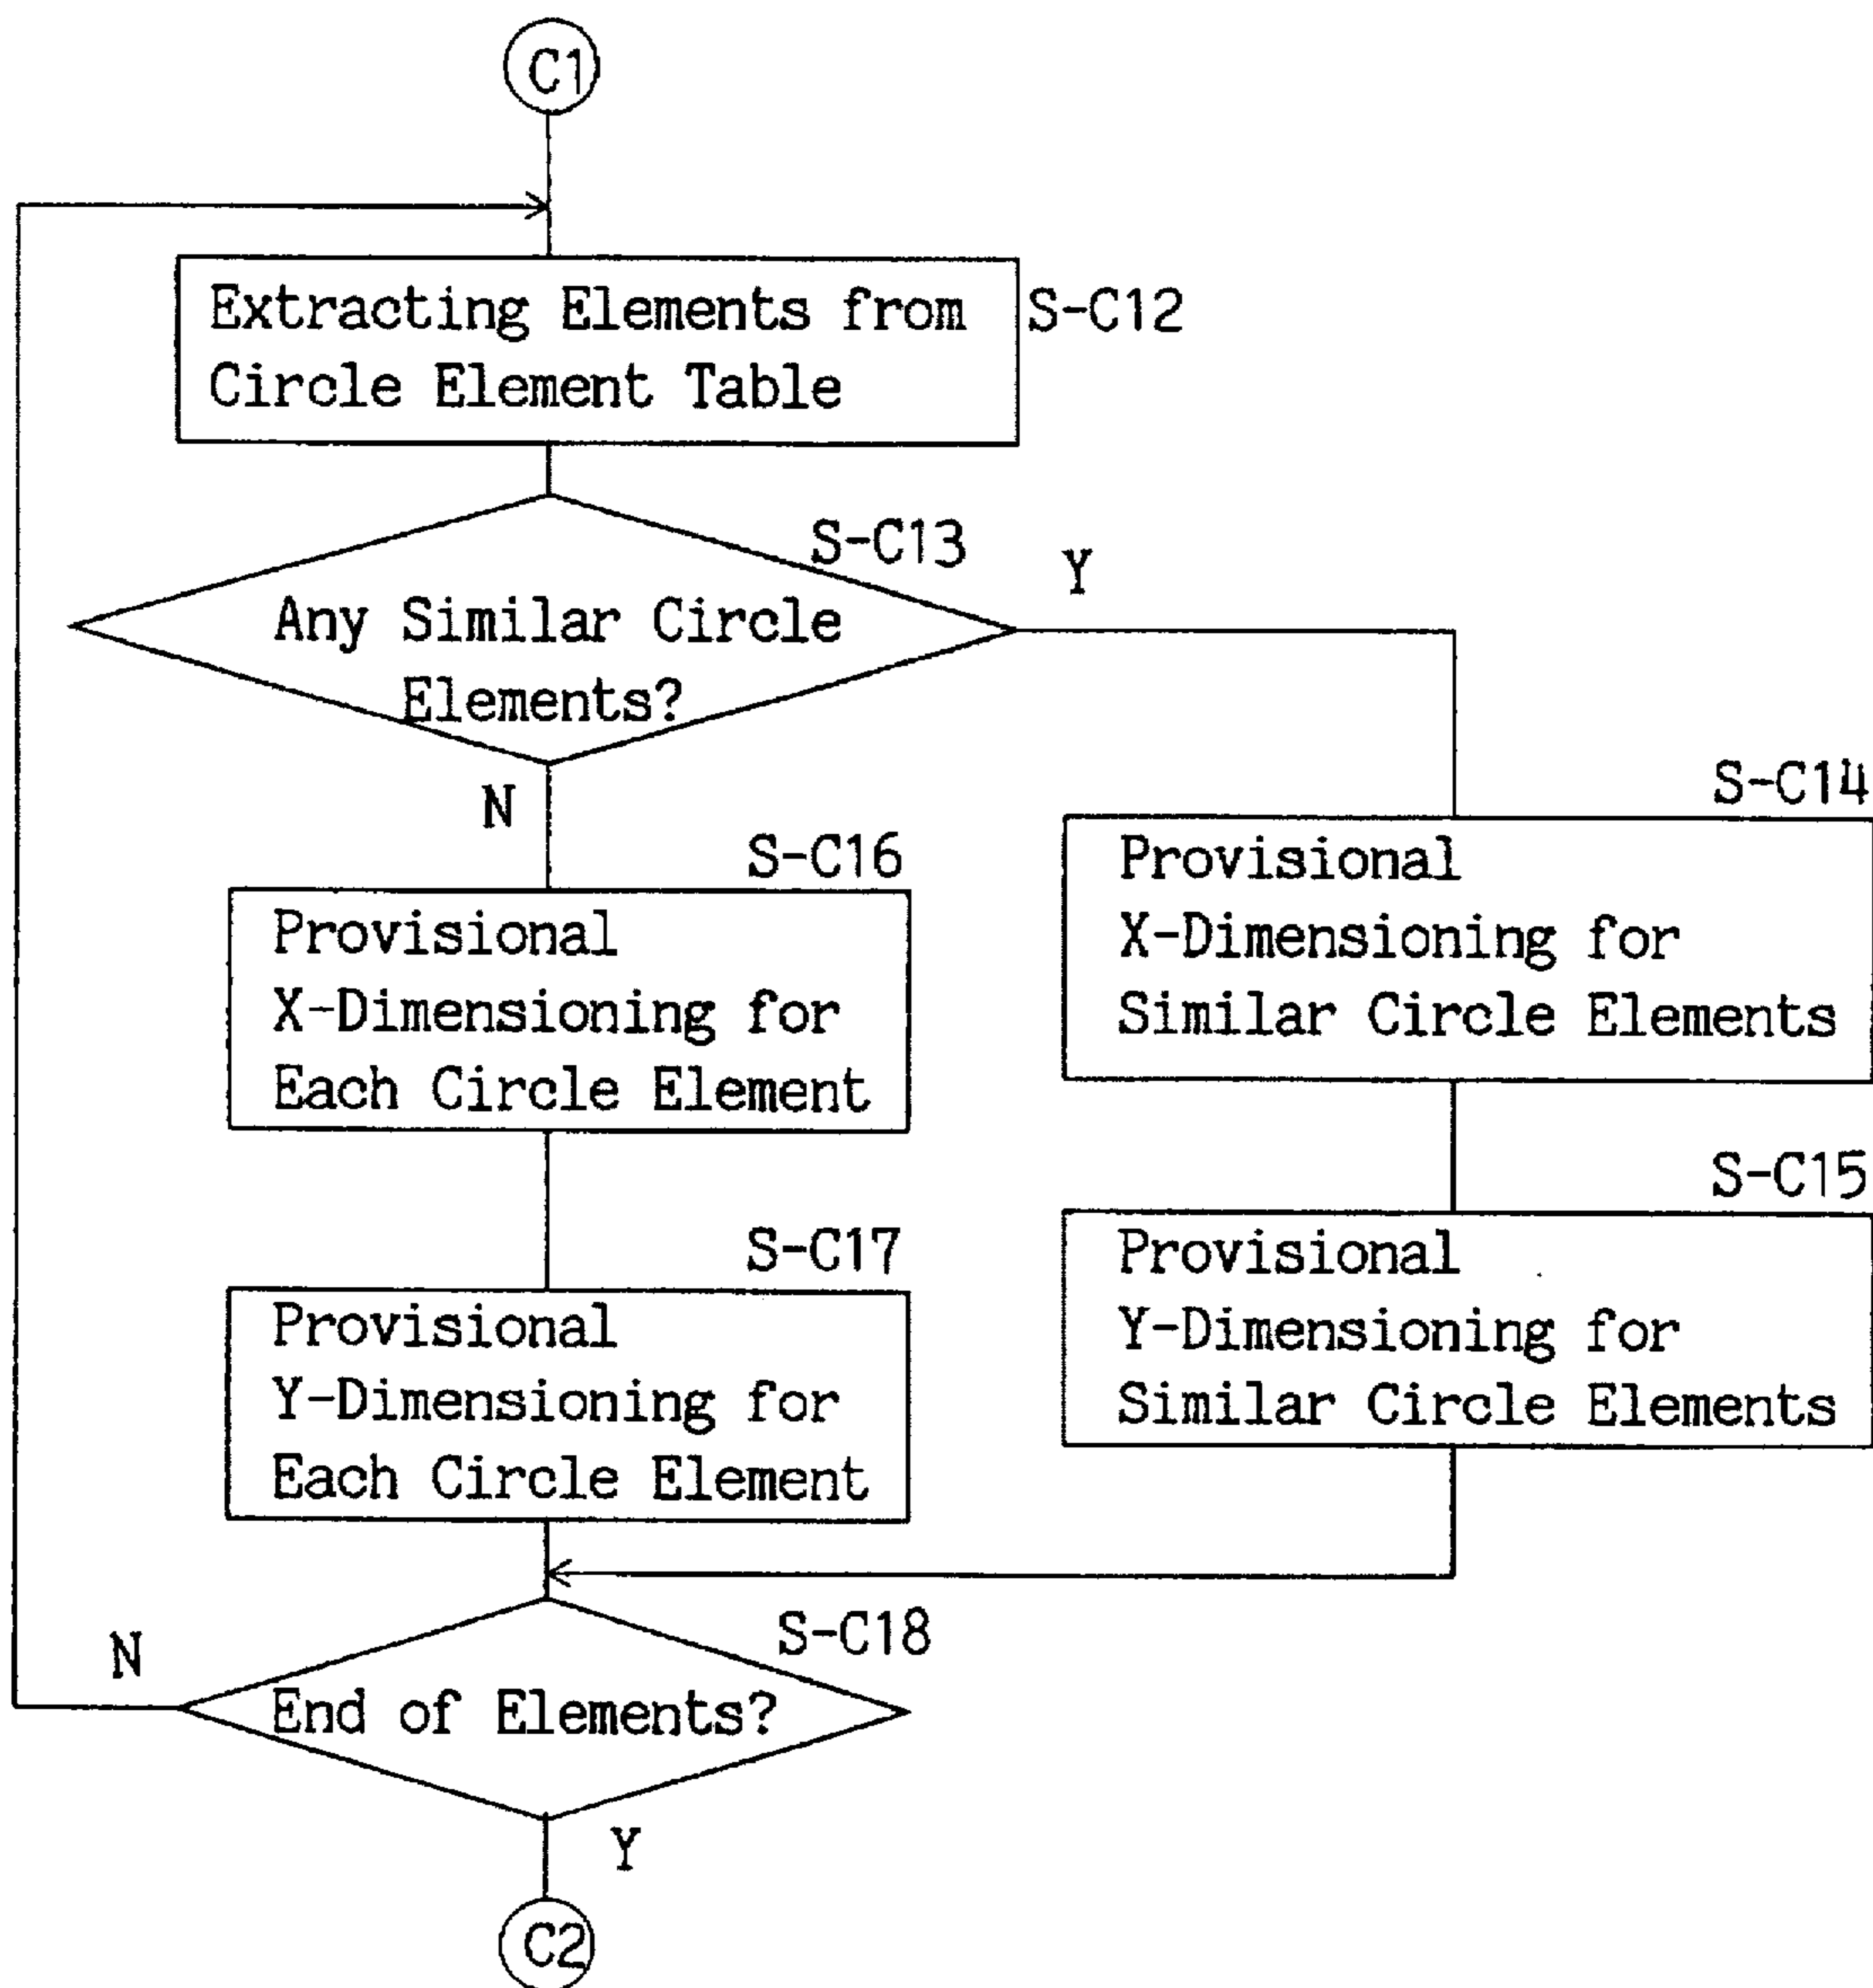 C1
Extracting Elements from
Circle Element Table
S-C12
S-C13
Any Similar Circle
Elements?
Y
N
S-C14
Provisional
X-Dimensioning for
Similar Circle Elements
S-C16
Provisional
X-Dimensioning for
Each Circle Element
S-C15
Provisional
Y-Dimensioning for
Similar Circle Elements
S-C17
Provisional
Y-Dimensioning for
Each Circle Element
S-C18
N
End of Elements?
Y
C2